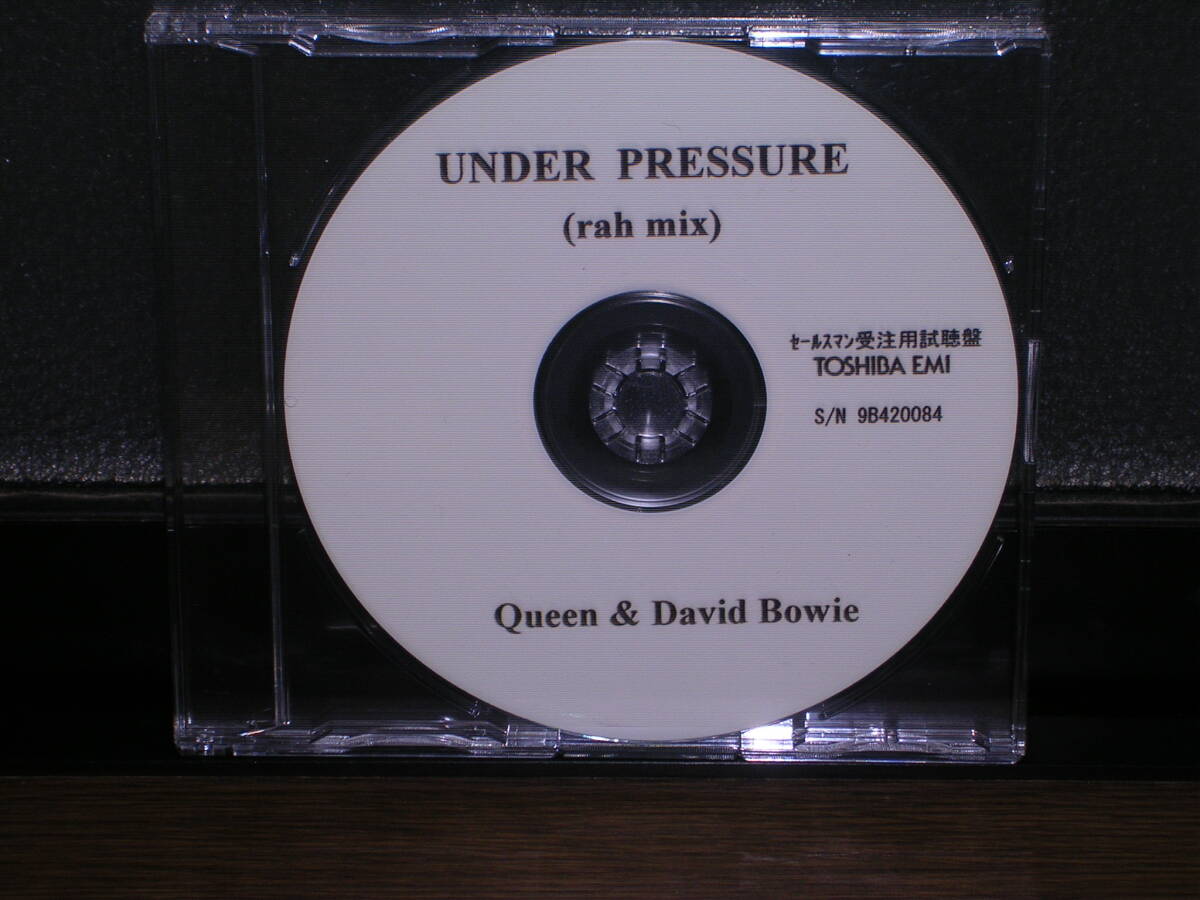 UNDER PRESSURE
(rah mix)
セールスマン受注用試聴盤
TOSHIBA EMI
S/N 9B420084
Queen & David Bowie